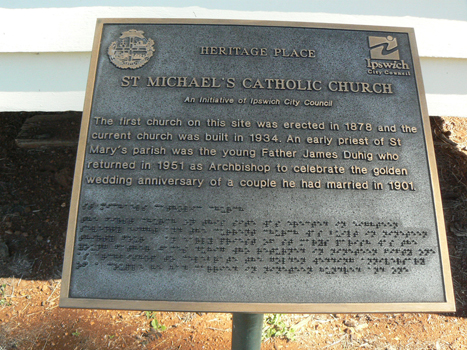 HERITAGE PLACE
Ipswich
City Council
ST MICHAEL'S CATHOLIC CHURCH
An Initiative of Ipswich City Council
The first church on this site was erected in 1878 and the
current church was built in 1934. An early priest of St
Mary's parish was the young Father James Duhig who
returned in 1951 as Archbishop to celebrate the golden
wedding anniversary of a couple he had married in 1901.